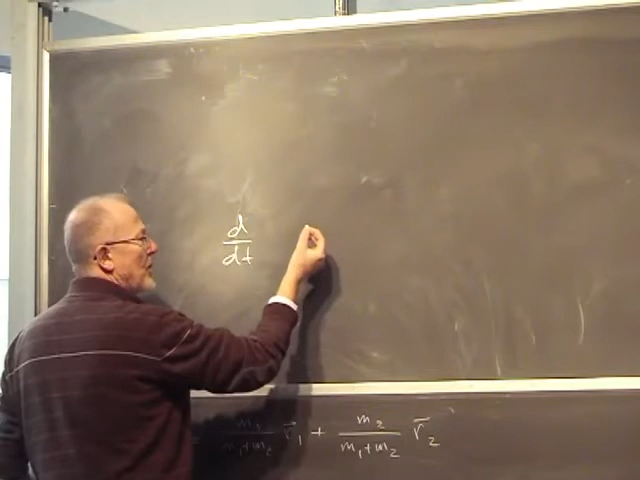 d
dt
= m₁/(m₁+m₂) r⃗₁ + m₂/(m₁+m₂) r⃗₂